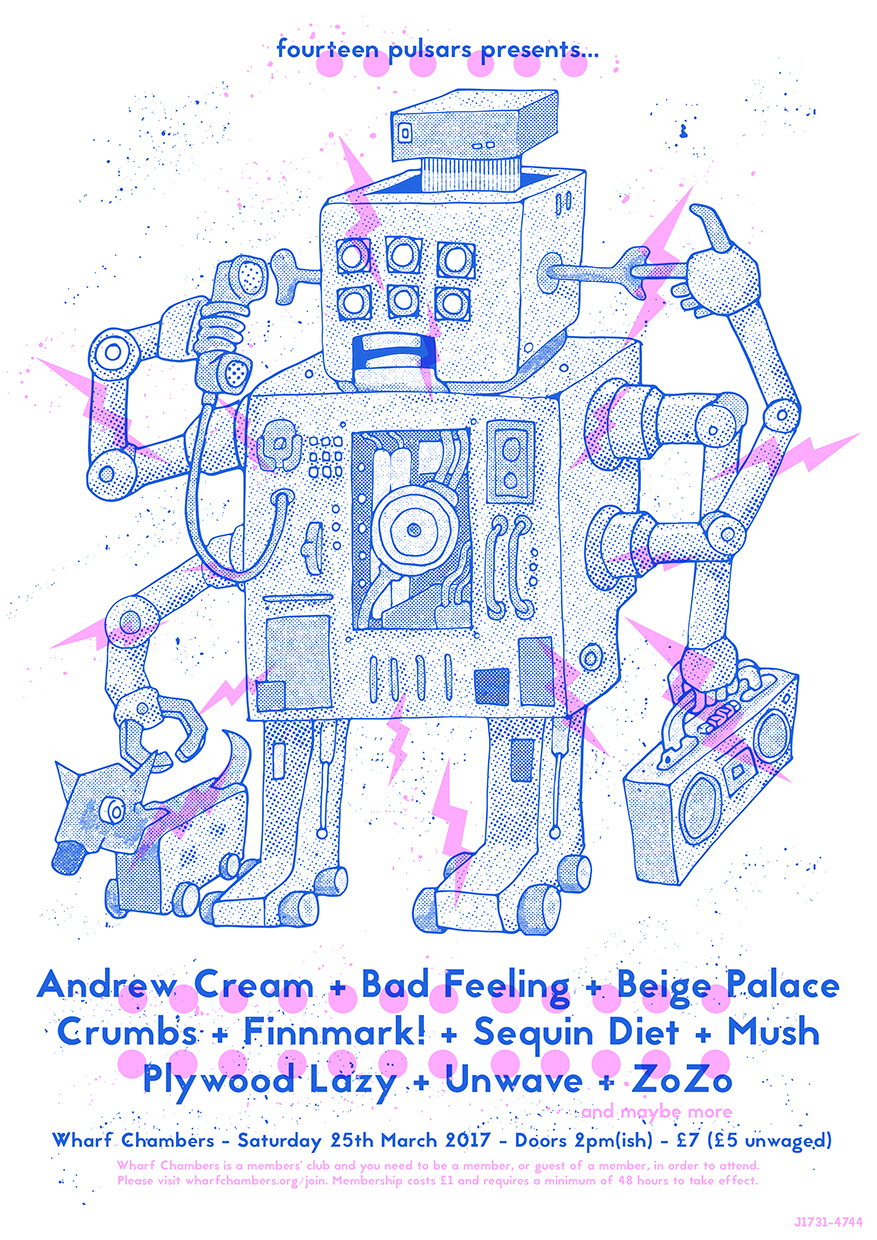 fourteen pulsars presents...
Andrew Cream + Bad Feeling + Beige Palace
Crumbs + Finnmark! + Sequin Diet + Mush
Plywood Lazy + Unwave + ZoZo
and maybe more
Wharf Chambers - Saturday 25th March 2017 - Doors 2pm(ish) - £7 (£5 unwaged)
Wharf Chambers is a members' club and you need to be a member, or guest of a member, in order to attend.
Please visit wharfchambers.org/join. Membership costs £1 and requires a minimum of 48 hours to take effect.
J1731-4744